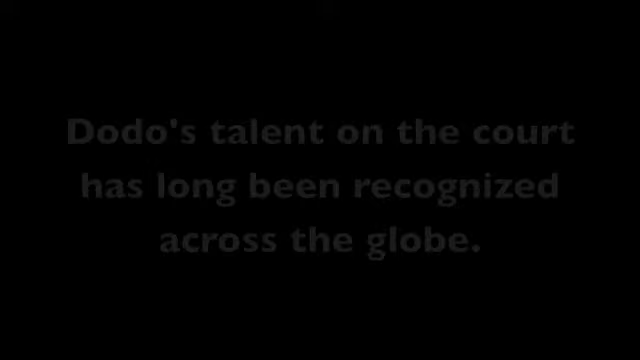 Dodo's talent on the court
has long been recognized
across the globe.